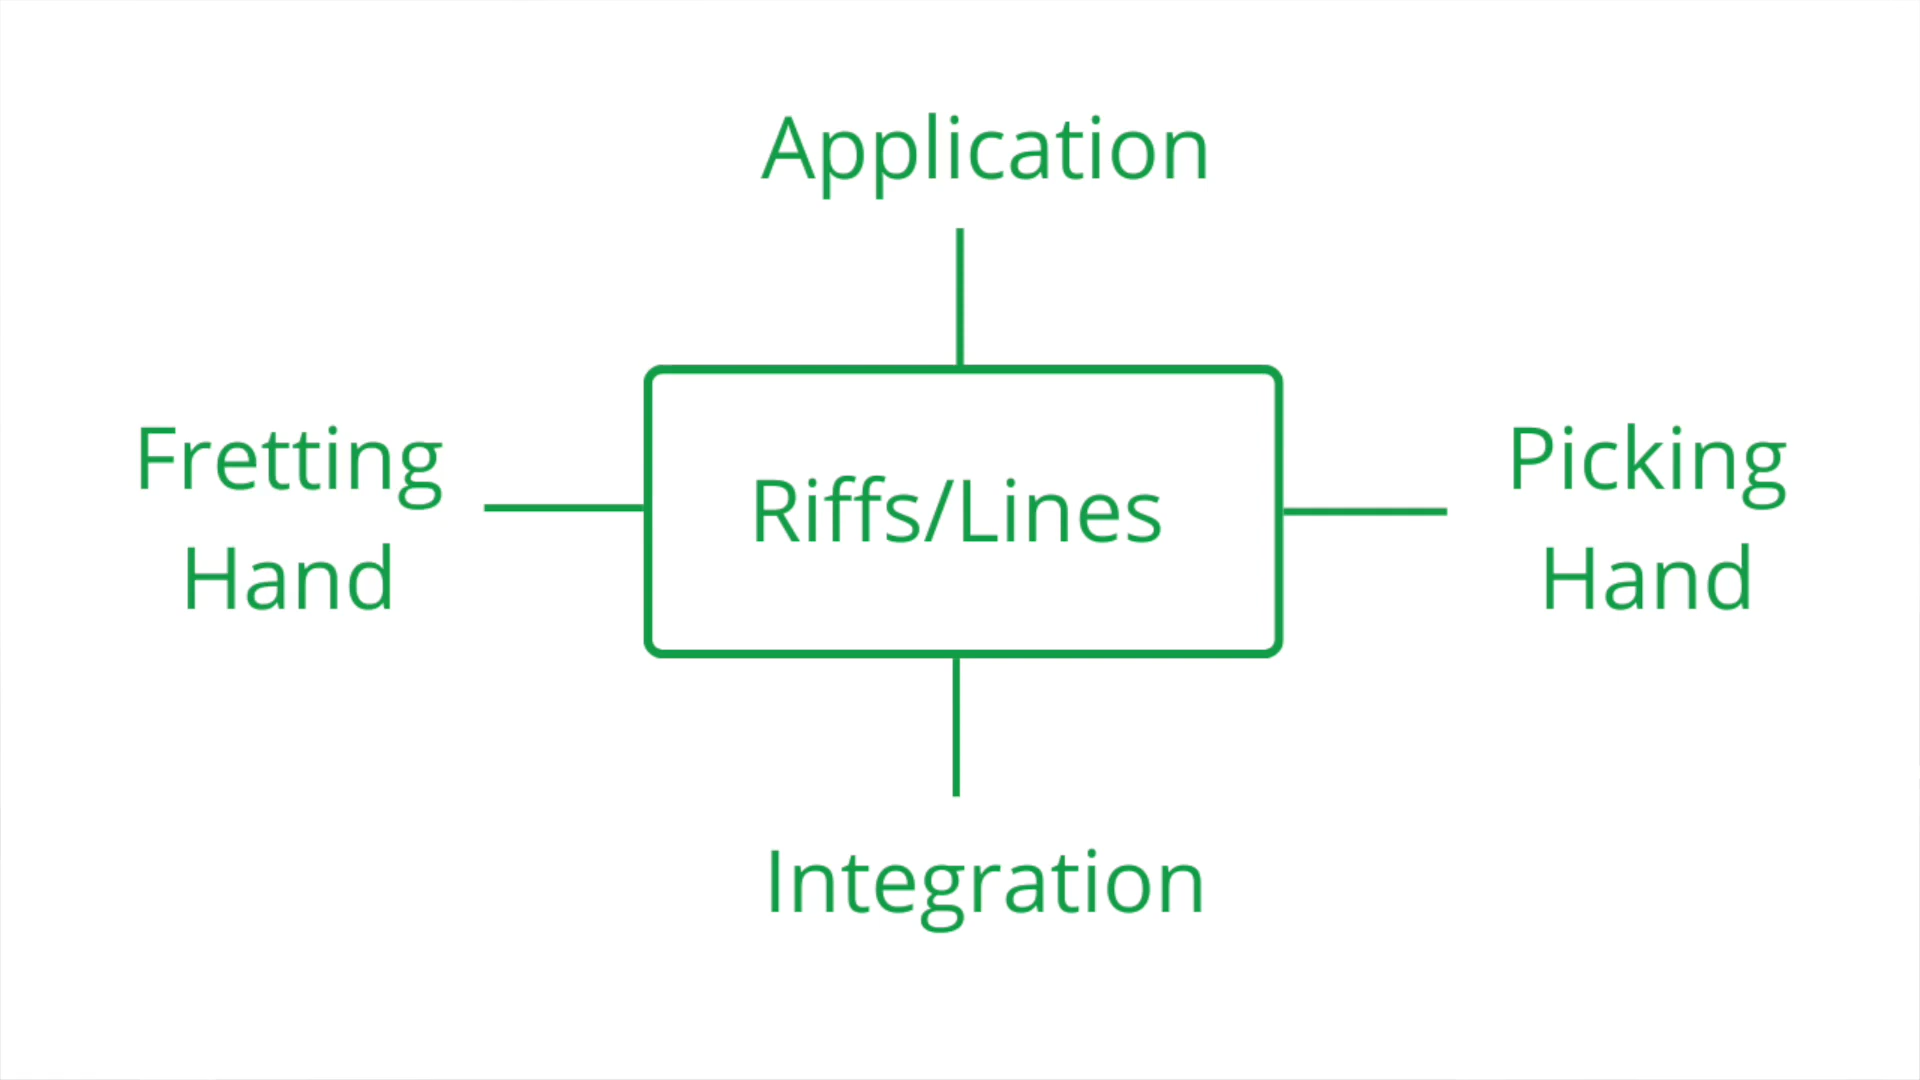 Application
Fretting
Hand
Riffs/Lines
Picking
Hand
Integration